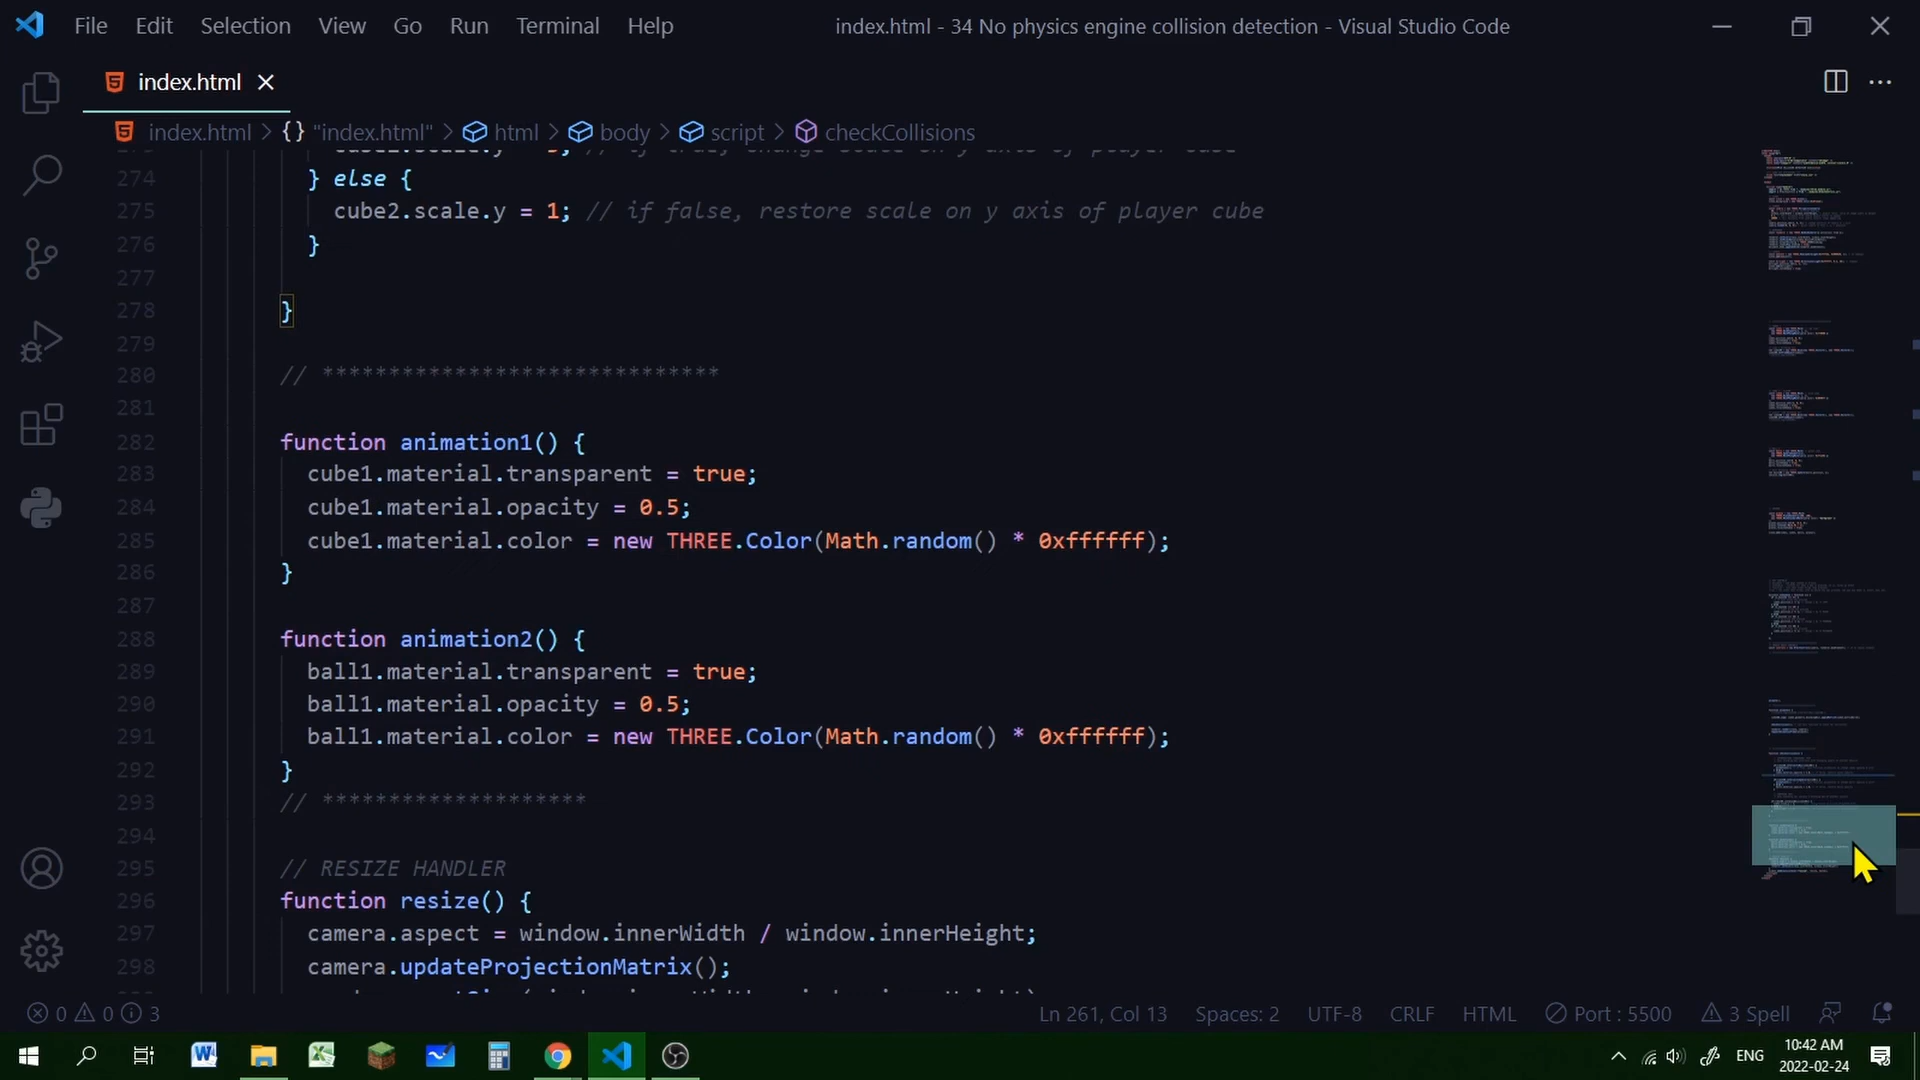 File Edit Selection View Go Run Terminal Help
index.html - 34 No physics engine collision detection - Visual Studio Code
index.html
index.html > {} "index.html" > html > body > script > checkCollisions
274 } else {
275 cube2.scale.y = 1; // if false, restore scale on y axis of player cube
276 }
277
278 }
279
280 // ******************************
281
282 function animation1() {
283 cube1.material.transparent = true;
284 cube1.material.opacity = 0.5;
285 cube1.material.color = new THREE.Color(Math.random() * 0xffffff);
286 }
287
288 function animation2() {
289 ball1.material.transparent = true;
290 ball1.material.opacity = 0.5;
291 ball1.material.color = new THREE.Color(Math.random() * 0xffffff);
292 }
293 // ********************
294
295 // RESIZE HANDLER
296 function resize() {
297 camera.aspect = window.innerWidth / window.innerHeight;
298 camera.updateProjectionMatrix();
0 0 3 Ln 261, Col 13 Spaces: 2 UTF-8 CRLF HTML Port : 5500 3 Spell
ENG 10:42 AM
2022-02-24